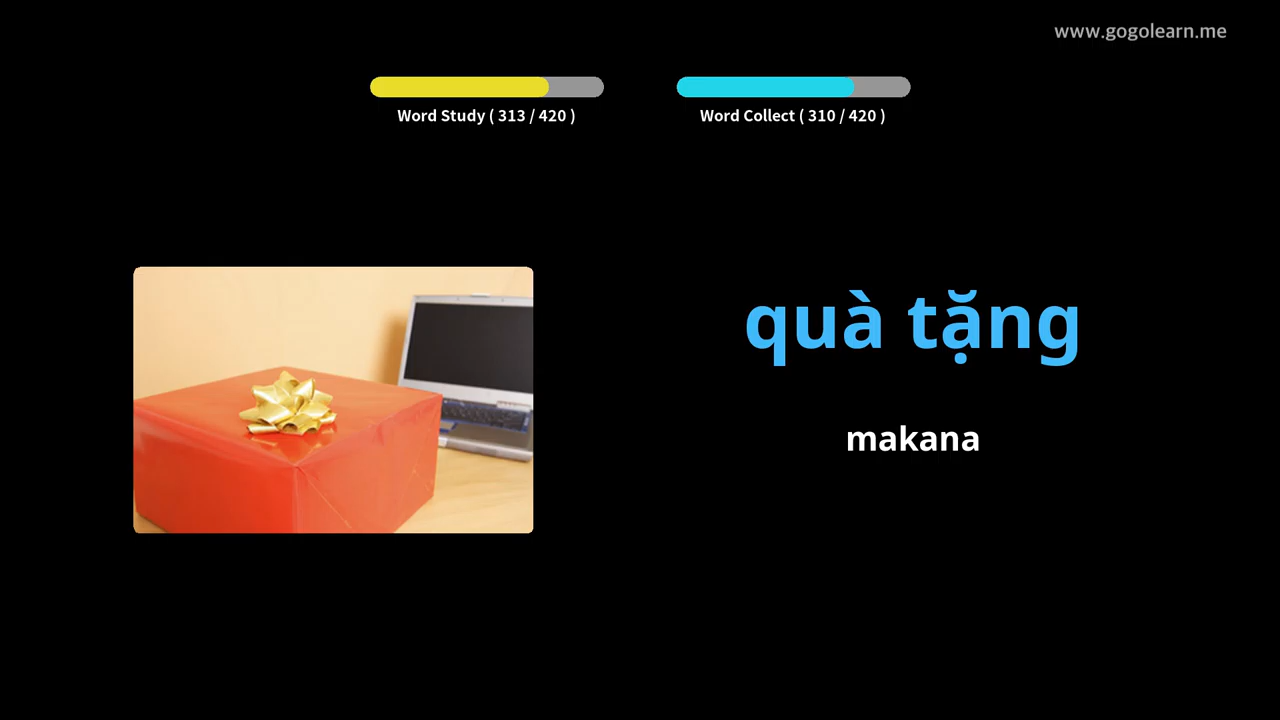 www.gogolearn.me
Word Study ( 313 / 420 )
Word Collect ( 310 / 420 )
quà tặng
makana